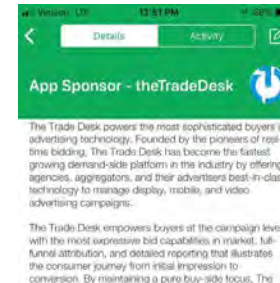 Verizon LTE 12:51 PM
Details
Activity
App Sponsor - theTradeDesk
The Trade Desk powers the most sophisticated buyers in
advertising technology. Founded by the pioneers of real-
time bidding, The Trade Desk has become the fastest
growing demand-side platform in the industry by offering
agencies, aggregators, and their advertisers best-in-class
technology to manage display, mobile, and video
advertising campaigns.
The Trade Desk empowers buyers at the campaign level
with the most expressive bid capabilities in market, full-
funnel attribution, and detailed reporting that illustrates
the consumer journey from initial impression to
conversion. By maintaining a pure buy-side focus, The